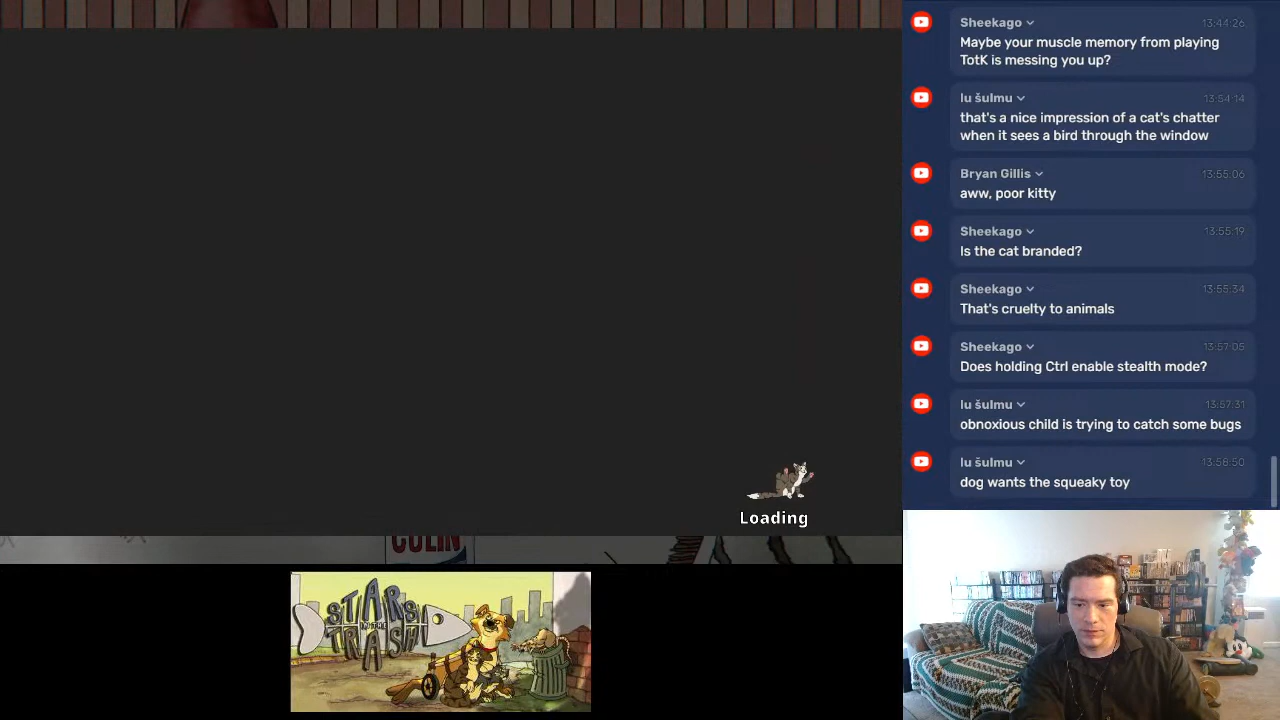 COLIN
Loading
STARS
IN THE
TRASH
Sheekago
13:44:26
Maybe your muscle memory from playing
TotK is messing you up?
lu šulmu
13:54:14
that's a nice impression of a cat's chatter
when it sees a bird through the window
Bryan Gillis
13:55:06
aww, poor kitty
Sheekago
13:55:19
Is the cat branded?
Sheekago
13:55:34
That's cruelty to animals
Sheekago
13:57:05
Does holding Ctrl enable stealth mode?
lu šulmu
13:57:31
obnoxious child is trying to catch some bugs
lu šulmu
13:58:50
dog wants the squeaky toy